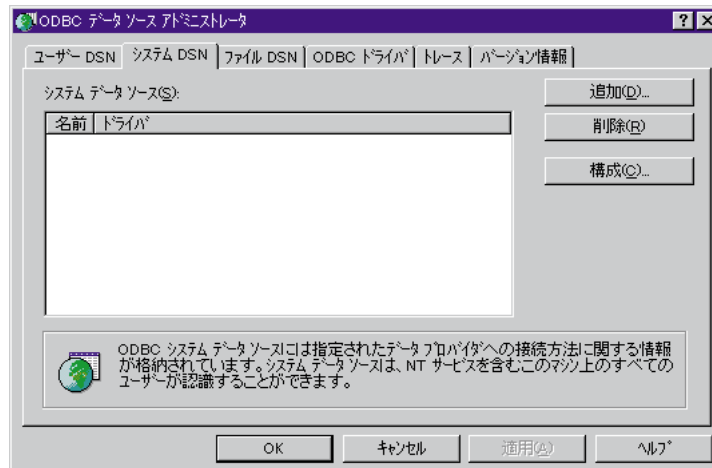 ODBC ﾃﾞｰﾀ ｿｰｽ ｱﾄﾞﾐﾆｽﾄﾚｰﾀ
ﾕｰｻﾞｰ DSN
ｼｽﾃﾑ DSN
ﾌｧｲﾙ DSN
ODBC ﾄﾞﾗｲﾊﾞ
ﾄﾚｰｽ
ﾊﾞｰｼﾞｮﾝ情報
ｼｽﾃﾑ ﾃﾞｰﾀ ｿｰｽ(S):
追加(D)...
名前
ﾄﾞﾗｲﾊﾞ
削除(R)
構成(C)...
ODBC ｼｽﾃﾑ ﾃﾞｰﾀ ｿｰｽには指定されたﾃﾞｰﾀ ﾌﾟﾛﾊﾞｲﾀﾞへの接続方法に関する情報
が格納されています。ｼｽﾃﾑ ﾃﾞｰﾀ ｿｰｽは、NT ｻｰﾋﾞｽを含むこのﾏｼﾝ上のすべての
ﾕｰｻﾞｰが認識することができます。
OK
ｷｬﾝｾﾙ
適用(A)
ﾍﾙﾌﾟ